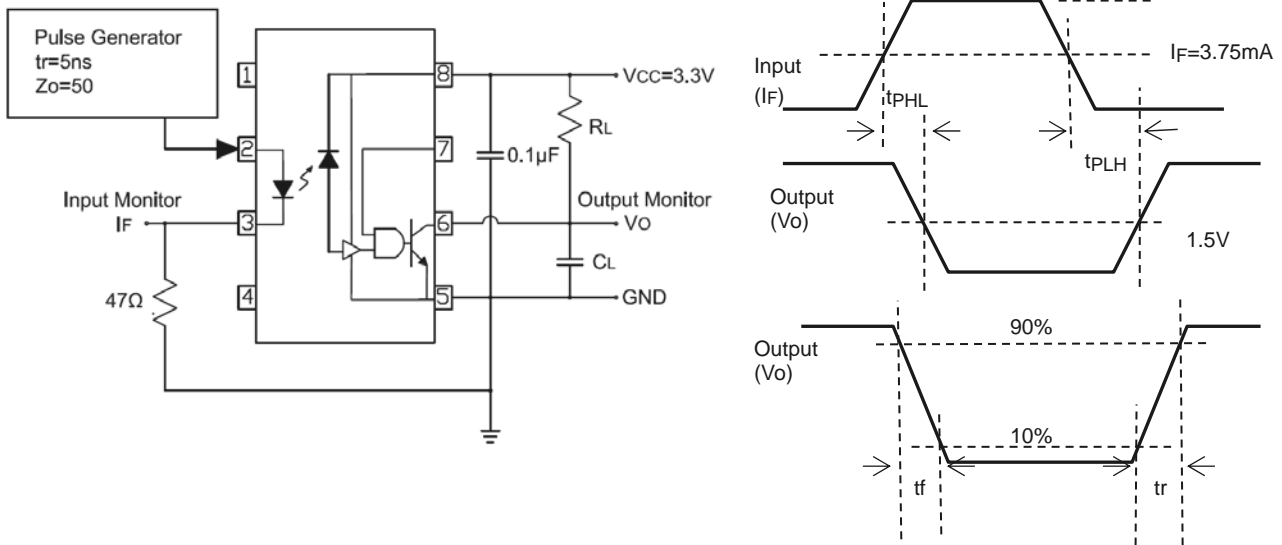 Pulse Generator
tr=5ns
Zo=50
1
2
3
4
8
7
6
5
VCC=3.3V
RL
0.1µF
Input Monitor
IF
Output Monitor
VO
CL
GND
47Ω
Input
(IF)
IF=3.75mA
tPHL
tPLH
Output
(Vo)
1.5V
Output
(Vo)
90%
10%
tf
tr